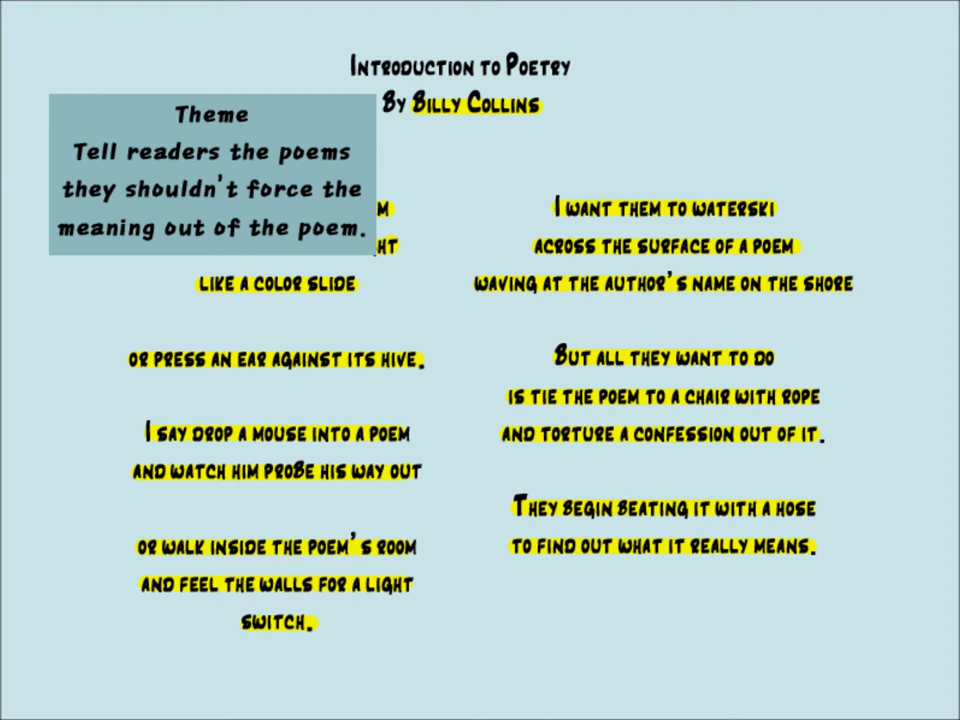 Introduction to Poetry
By Billy Collins
Theme
Tell readers the poems
they shouldn't force the
meaning out of the poem.
like a color slide
or press an ear against its hive.
I say drop a mouse into a poem
and watch him probe his way out
or walk inside the poem's room
and feel the walls for a light
switch.
I want them to waterski
across the surface of a poem
waving at the author's name on the shore
But all they want to do
is tie the poem to a chair with rope
and torture a confession out of it.
They begin beating it with a hose
to find out what it really means.